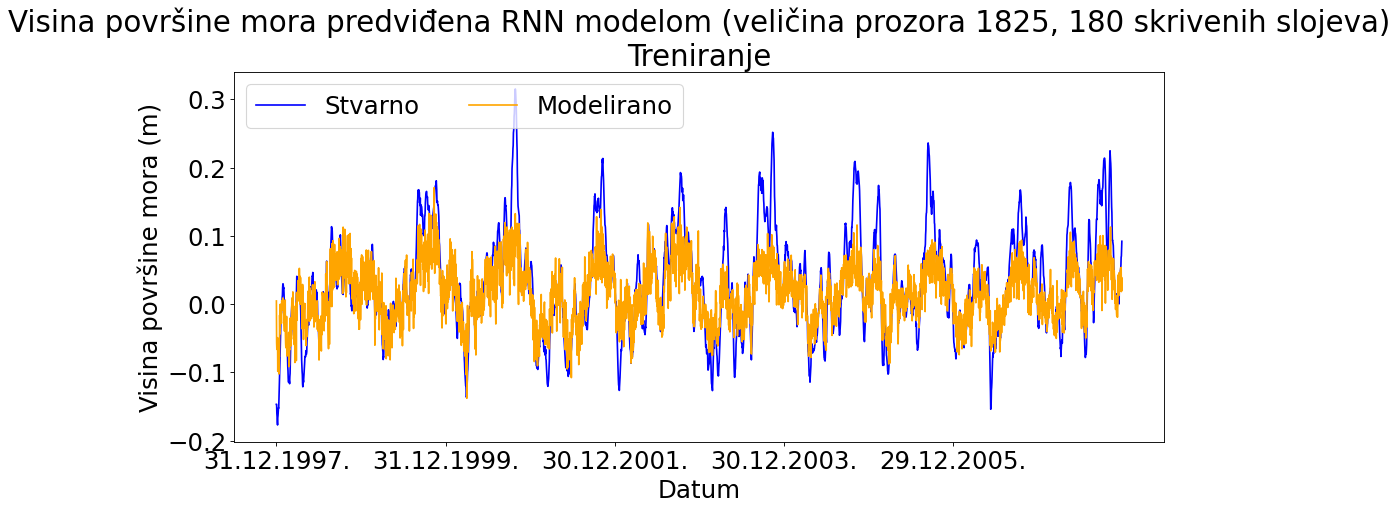 Visina površine mora predviđena RNN modelom (veličina prozora 1825, 180 skrivenih slojeva)
Treniranje
Stvarno
Modelirano
Visina površine mora (m)
0.3
0.2
0.1
0.0
−0.1
−0.2
31.12.1997.
31.12.1999.
30.12.2001.
30.12.2003.
29.12.2005.
Datum